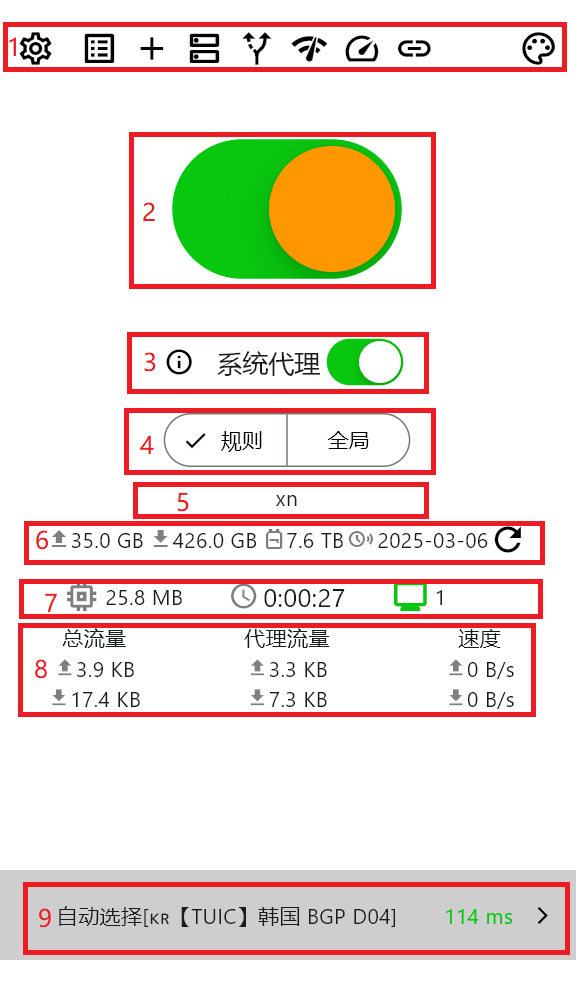 1
2
3 系统代理
4 规则 全局
5 xn
6 35.0 GB 426.0 GB 7.6 TB 2025-03-06
7 25.8 MB 0:00:27 1
总流量 代理流量 速度
8 3.9 KB 3.3 KB 0 B/s
17.4 KB 7.3 KB 0 B/s
9 自动选择[ᴋʀ【TUIC】韩国 BGP D04] 114 ms